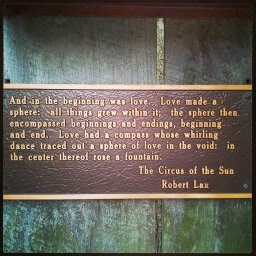 And in the beginning was love. Love made a
sphere: all things grew within it; the sphere then
encompassed beginnings and endings, beginning
and end. Love had a compass whose whirling
dance traced out a sphere of love in the void: in
the center thereof rose a fountain.
The Circus of the Sun
Robert Lax